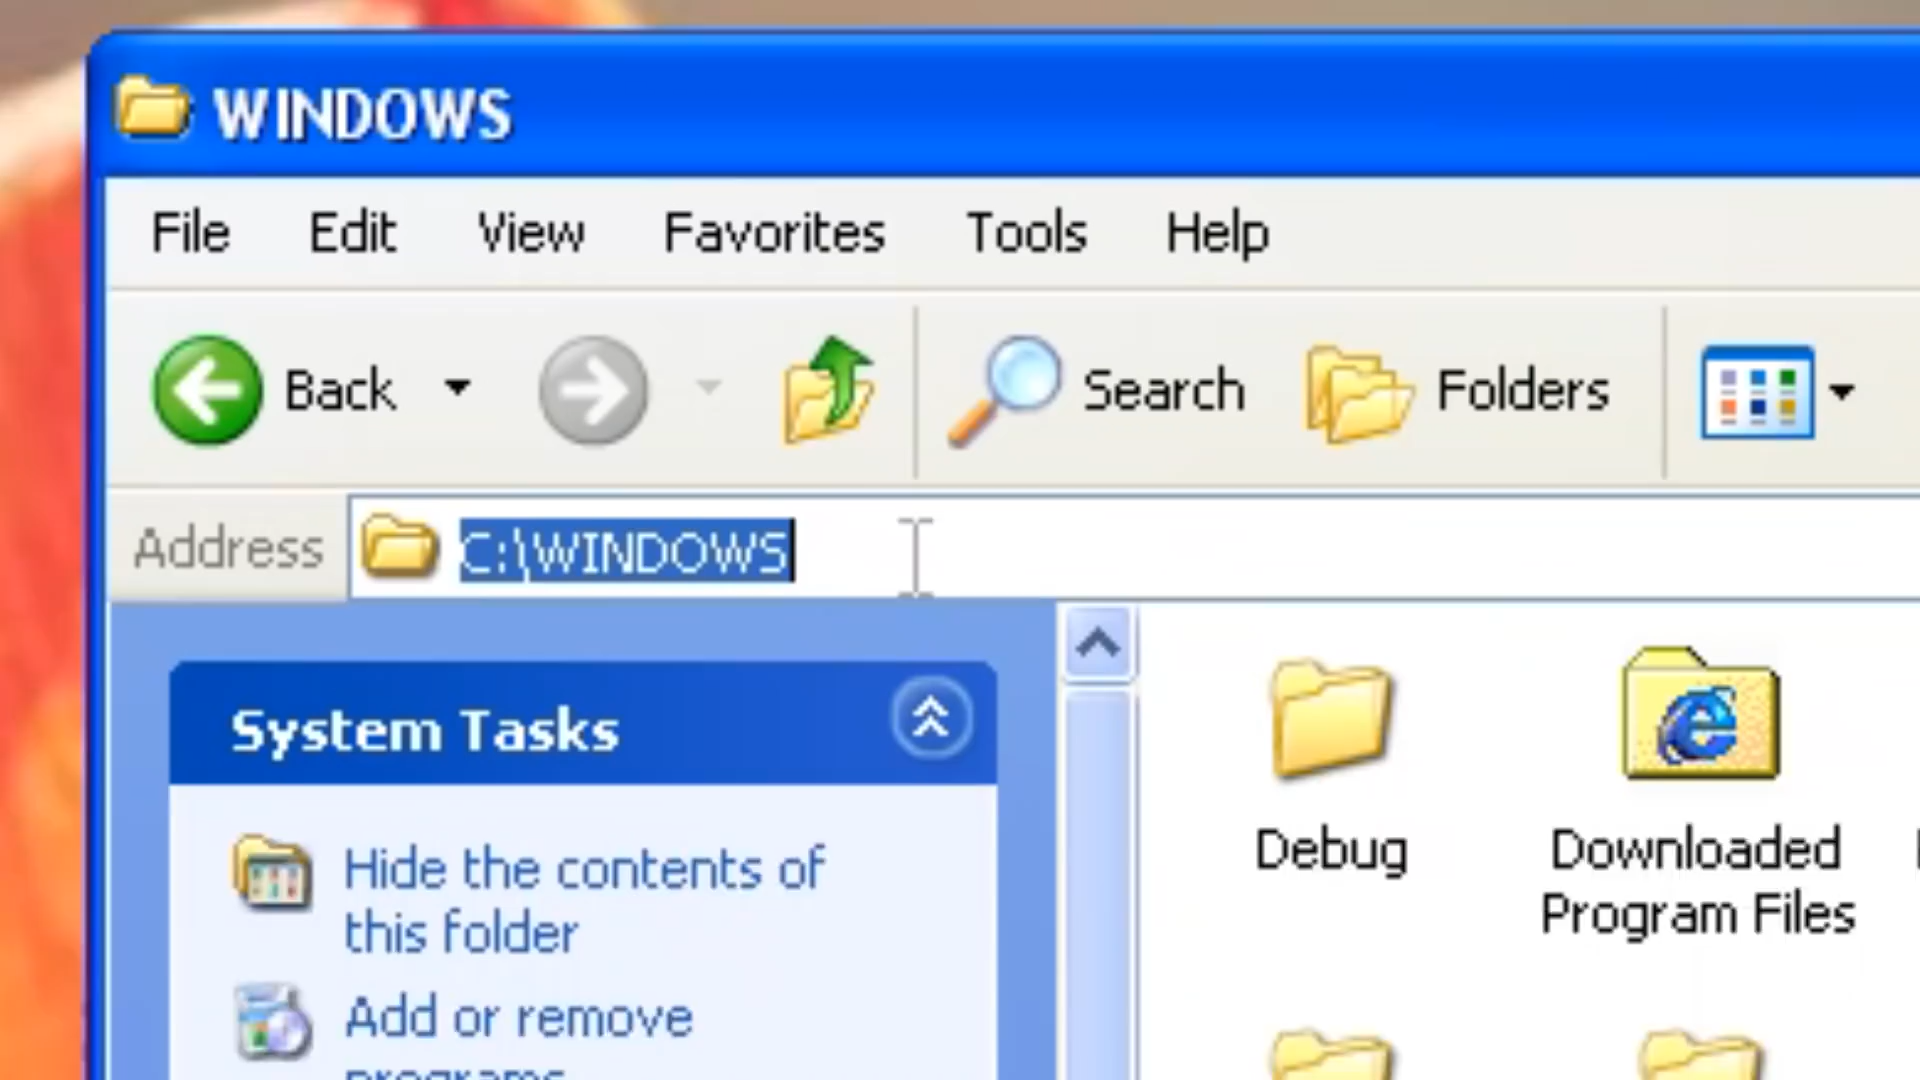 WINDOWS
File Edit View Favorites Tools Help
Back Search Folders
Address C:\WINDOWS
System Tasks
Hide the contents of
this folder
Add or remove
programs
Debug
Downloaded
Program Files